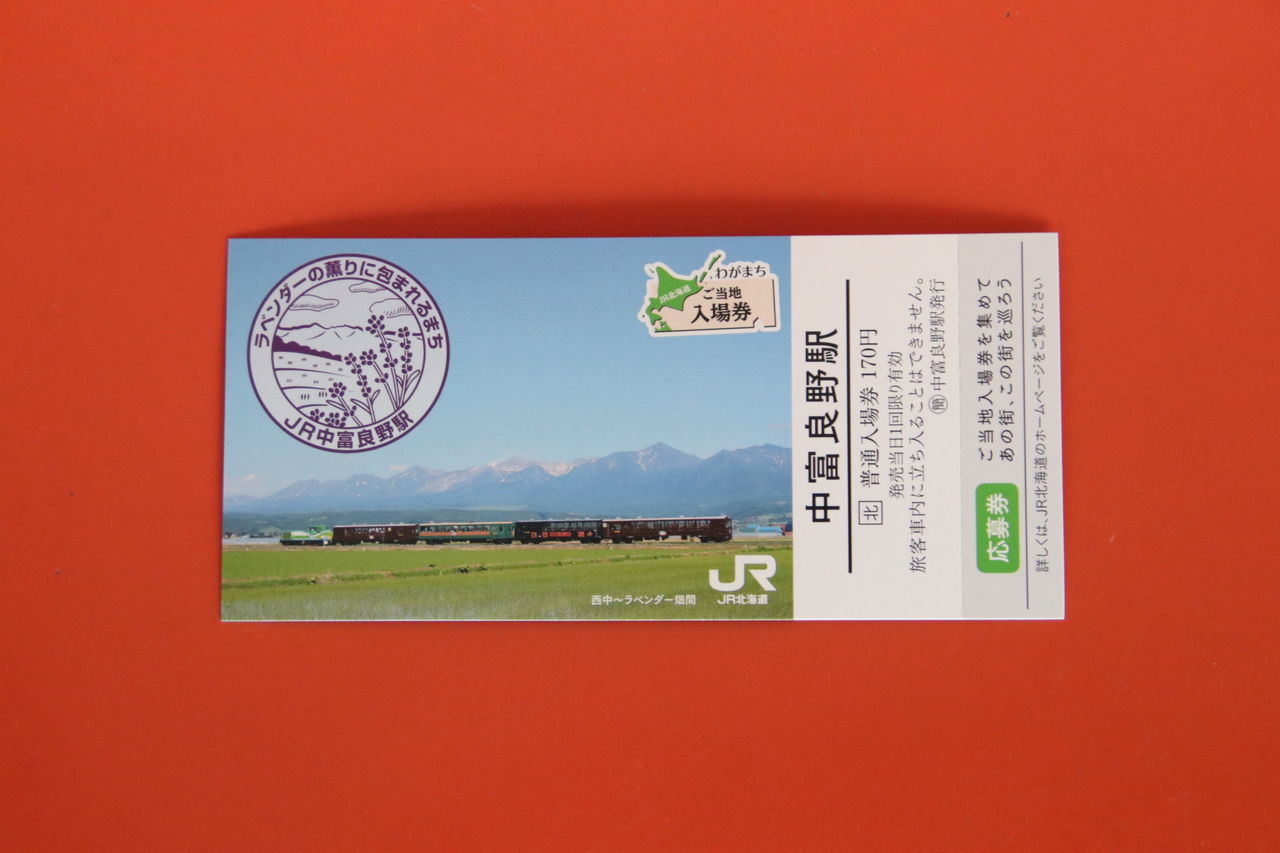 ラベンダーの薫りに包まれるまち
JR中富良野駅
わがまち
ご当地
入場券
JR北海道
西中～ラベンダー畑間
JR
JR北海道
中富良野駅
北 普通入場券 170円
発売当日1回限り有効
旅客車内に立ち入ることはできません。
簡 中富良野駅発行
応募券
ご当地入場券を集めて
あの街、この街を巡ろう
詳しくは、JR北海道のホームページをご覧ください